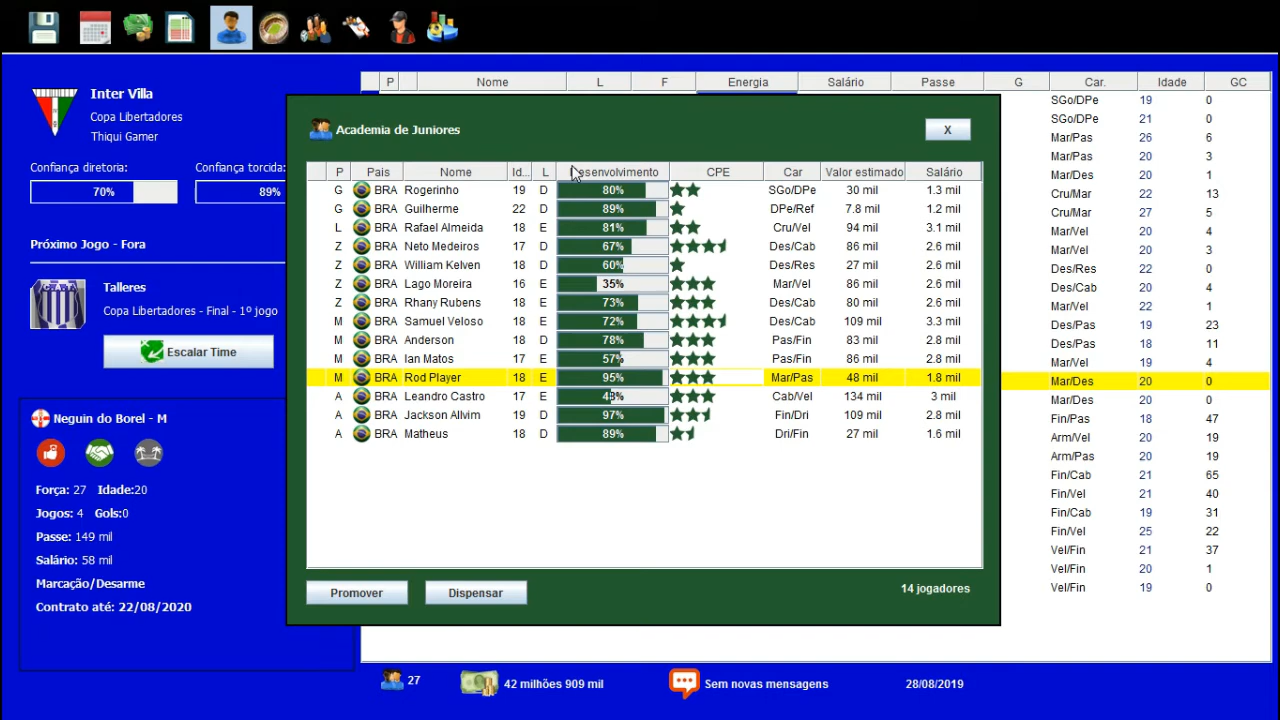 P Nome L F Energia Salário Passe G Car. Idade GC
Inter Villa
Copa Libertadores
Thiqui Gamer
Confiança diretoria: Confiança torcida:
70% 89%
Próximo Jogo - Fora
Talleres
Copa Libertadores - Final - 1º jogo
Escalar Time
Neguin do Borel - M
Força: 27 Idade:20
Jogos: 4 Gols:0
Passe: 149 mil
Salário: 58 mil
Marcação/Desarme
Contrato até: 22/08/2020
Academia de Juniores
X
P Pais Nome Id... L Desenvolvimento CPE Car Valor estimado Salário
G BRA Rogerinho 19 D 80% SGo/DPe 30 mil 1.3 mil
G BRA Guilherme 22 D 89% DPe/Ref 7.8 mil 1.2 mil
L BRA Rafael Almeida 18 E 81% Cru/Vel 94 mil 3.1 mil
Z BRA Neto Medeiros 17 D 67% Des/Cab 86 mil 2.6 mil
Z BRA William Kelven 18 D 60% Des/Res 27 mil 2.6 mil
Z BRA Lago Moreira 16 E 35% Mar/Vel 86 mil 2.6 mil
Z BRA Rhany Rubens 18 E 73% Des/Cab 80 mil 2.6 mil
M BRA Samuel Veloso 18 E 72% Des/Cab 109 mil 3.3 mil
M BRA Anderson 18 D 78% Pas/Fin 83 mil 2.8 mil
M BRA Ian Matos 17 E 57% Pas/Fin 86 mil 2.8 mil
M BRA Rod Player 18 E 95% Mar/Pas 48 mil 1.8 mil
A BRA Leandro Castro 17 E 48% Cab/Vel 134 mil 3 mil
A BRA Jackson Allvim 19 D 97% Fin/Dri 109 mil 2.8 mil
A BRA Matheus 18 D 89% Dri/Fin 27 mil 1.6 mil
Promover Dispensar 14 jogadores
SGo/DPe 19 0
SGo/DPe 21 0
Mar/Pas 26 6
Mar/Pas 20 3
Mar/Pas 20 1
Cru/Mar 22 13
Cru/Mar 27 5
Mar/Vel 20 4
Mar/Vel 20 3
Des/Res 22 0
Des/Cab 20 4
Mar/Vel 22 1
Des/Pas 19 23
Des/Pas 18 11
Mar/Vel 19 4
Mar/Des 20 0
Mar/Des 20 0
Fin/Pas 18 47
Arm/Vel 20 19
Arm/Pas 20 19
Fin/Cab 21 65
Fin/Vel 21 40
Fin/Cab 19 31
Fin/Vel 25 22
Vel/Fin 21 37
Vel/Fin 20 1
Vel/Fin 19 0
27 42 milhões 909 mil Sem novas mensagens 28/08/2019